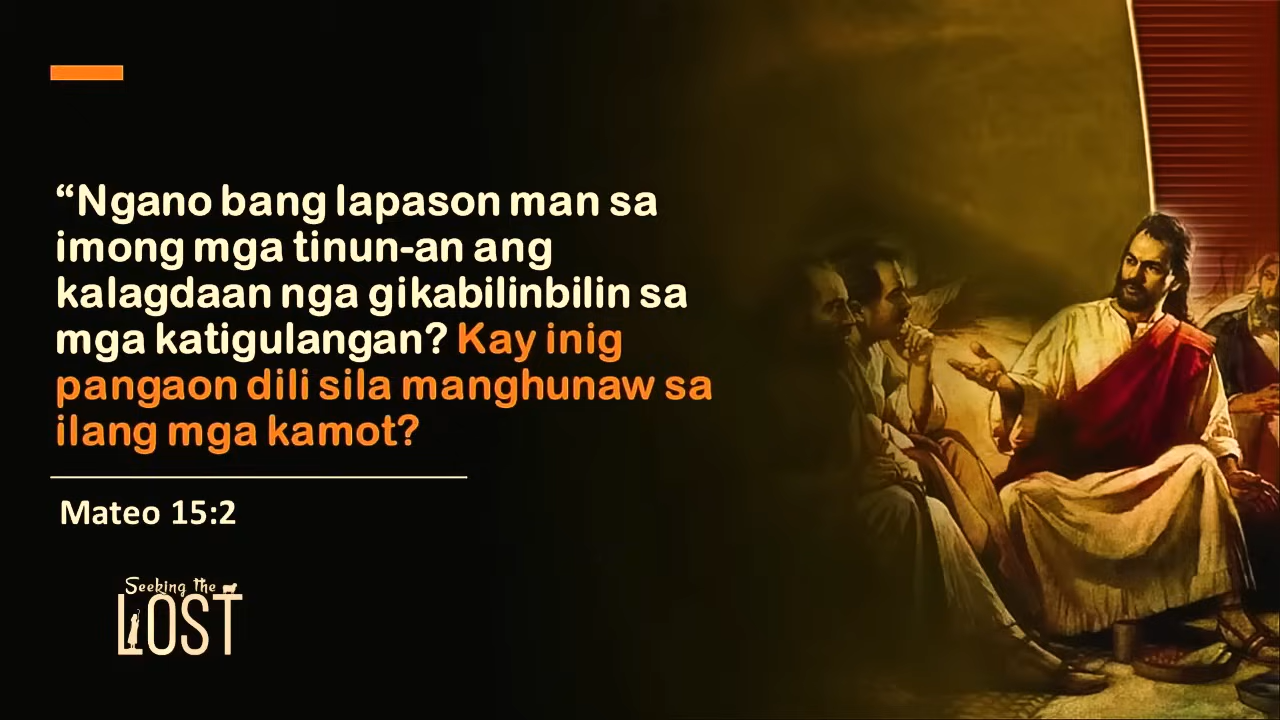 “Ngano bang lapason man sa
imong mga tinun-an ang
kalagdaan nga gikabilinbilin sa
mga katigulangan? Kay inig
pangaon dili sila manghunaw sa
ilang mga kamot?
Mateo 15:2
Seeking the
LOST